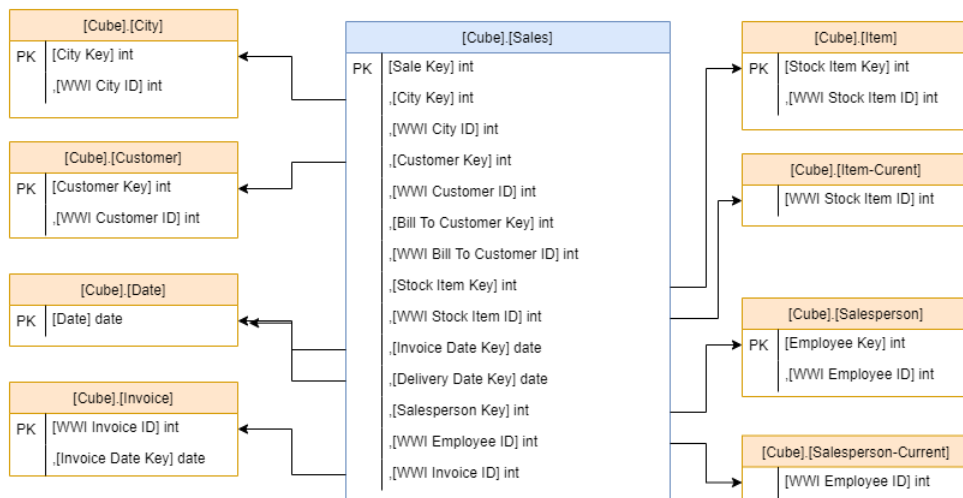 [Cube].[City]
PK [City Key] int
,[WWI City ID] int
[Cube].[Customer]
PK [Customer Key] int
,[WWI Customer ID] int
[Cube].[Date]
PK [Date] date
[Cube].[Invoice]
PK [WWI Invoice ID] int
,[Invoice Date Key] date
[Cube].[Sales]
PK [Sale Key] int
,[City Key] int
,[WWI City ID] int
,[Customer Key] int
,[WWI Customer ID] int
,[Bill To Customer Key] int
,[WWI Bill To Customer ID] int
,[Stock Item Key] int
,[WWI Stock Item ID] int
,[Invoice Date Key] date
,[Delivery Date Key] date
,[Salesperson Key] int
,[WWI Employee ID] int
,[WWI Invoice ID] int
[Cube].[Item]
PK [Stock Item Key] int
,[WWI Stock Item ID] int
[Cube].[Item-Curent]
[WWI Stock Item ID] int
[Cube].[Salesperson]
PK [Employee Key] int
,[WWI Employee ID] int
[Cube].[Salesperson-Current]
[WWI Employee ID] int